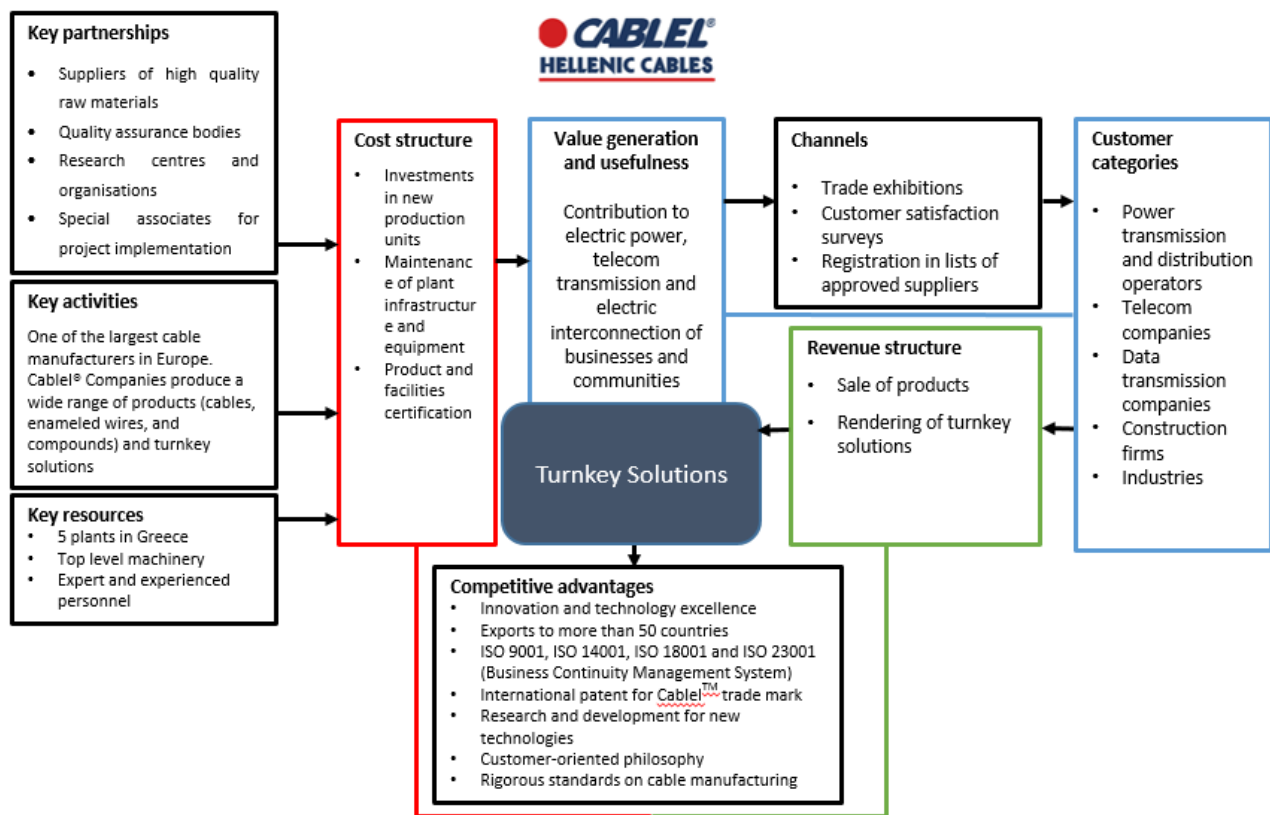 CABLEL®
HELLENIC CABLES
Key partnerships
• Suppliers of high quality
raw materials
• Quality assurance bodies
• Research centres and
organisations
• Special associates for
project implementation
Key activities
One of the largest cable
manufacturers in Europe.
Cablel® Companies produce a
wide range of products (cables,
enameled wires, and
compounds) and turnkey
solutions
Key resources
• 5 plants in Greece
• Top level machinery
• Expert and experienced
personnel
Cost structure
• Investments
in new
production
units
• Maintenanc
e of plant
infrastructur
e and
equipment
• Product and
facilities
certification
Value generation
and usefulness
Contribution to
electric power,
telecom
transmission and
electric
interconnection of
businesses and
communities
Turnkey Solutions
Channels
• Trade exhibitions
• Customer satisfaction
surveys
• Registration in lists of
approved suppliers
Revenue structure
• Sale of products
• Rendering of turnkey
solutions
Customer
categories
• Power
transmission
and distribution
operators
• Telecom
companies
• Data
transmission
companies
• Construction
firms
• Industries
Competitive advantages
• Innovation and technology excellence
• Exports to more than 50 countries
• ISO 9001, ISO 14001, ISO 18001 and ISO 23001
(Business Continuity Management System)
• International patent for Cablel™ trade mark
• Research and development for new
technologies
• Customer-oriented philosophy
• Rigorous standards on cable manufacturing